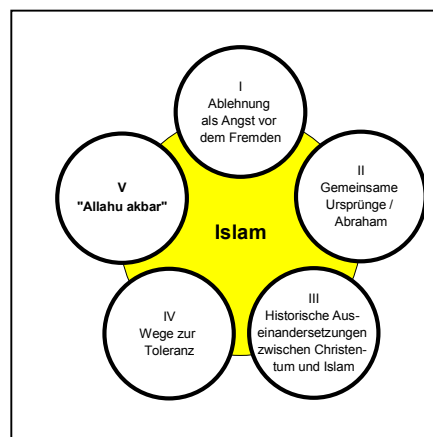 I
Ablehnung
als Angst vor
dem Fremden
II
Gemeinsame
Ursprünge /
Abraham
III
Historische Aus-
einandersetzungen
zwischen Christen-
tum und Islam
IV
Wege zur
Toleranz
V
"Allahu akbar"
Islam